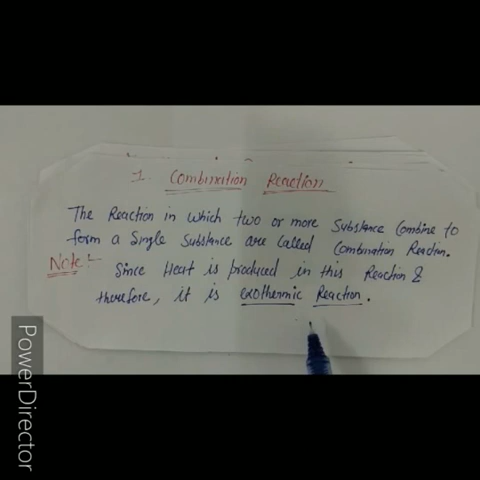 1. Combination Reaction
The Reaction in which two or more Substance Combine to
form a Single Substance are Called Combination Reaction.
Note:- Since Heat is produced in this Reaction &
therefore, it is exothermic Reaction.
PowerDirector